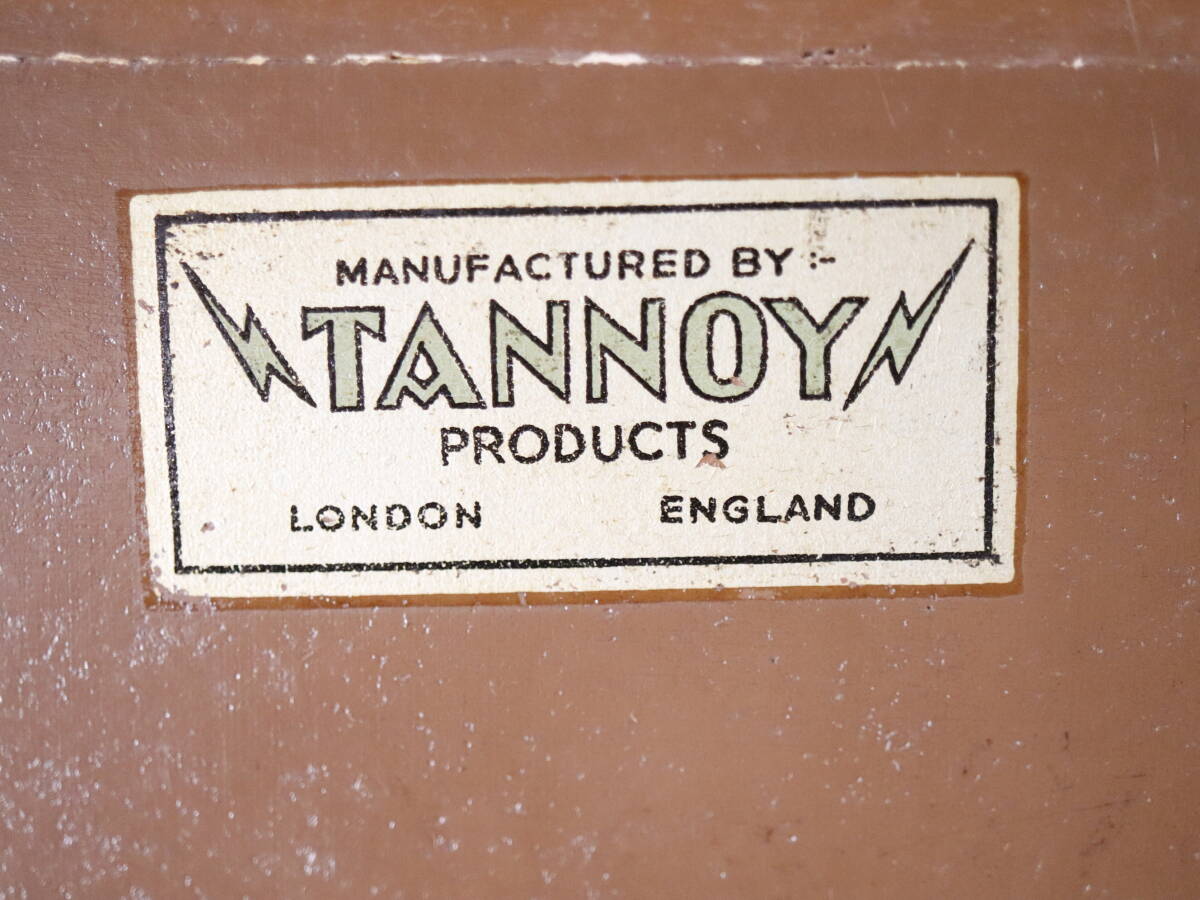 MANUFACTURED BY :-
TANNOY
PRODUCTS
LONDON ENGLAND